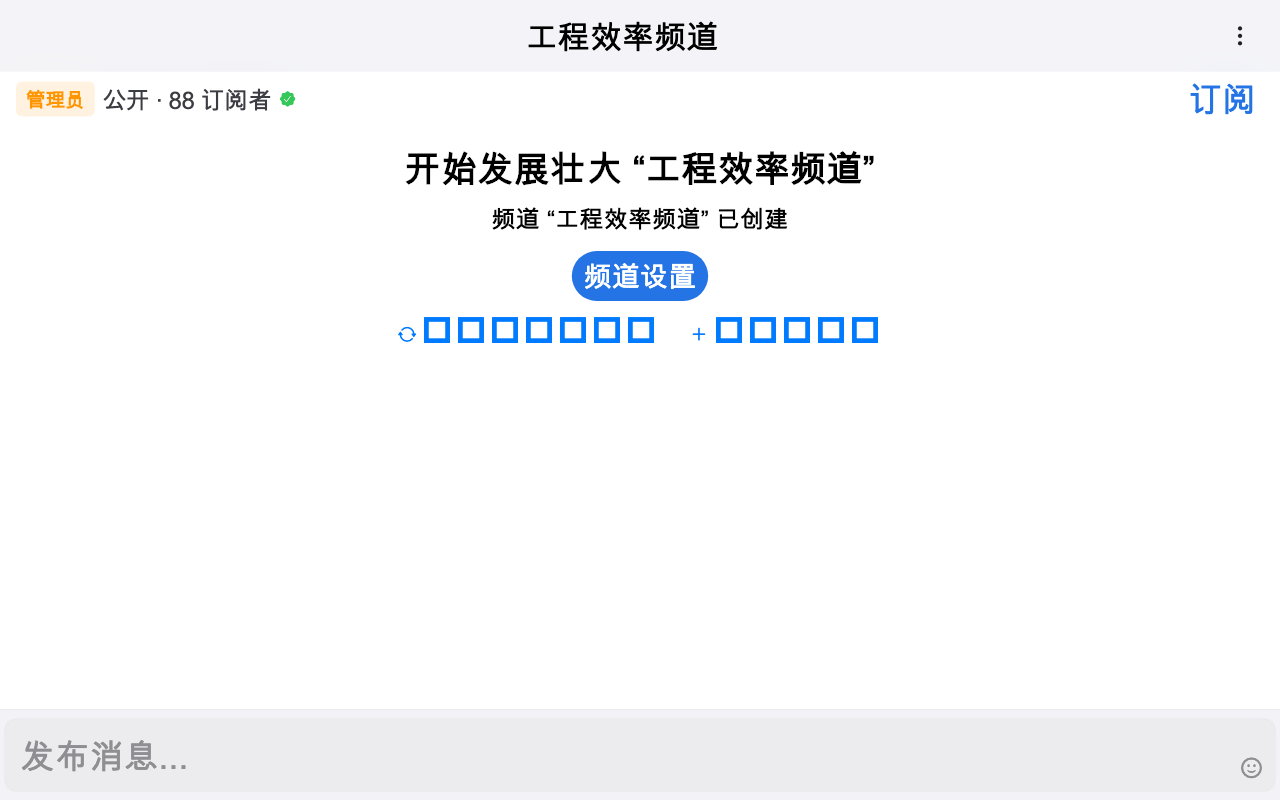 工程效率频道
管理员 公开 · 88 订阅者
订阅
开始发展壮大 “工程效率频道”
频道 “工程效率频道” 已创建
频道设置
发布消息...